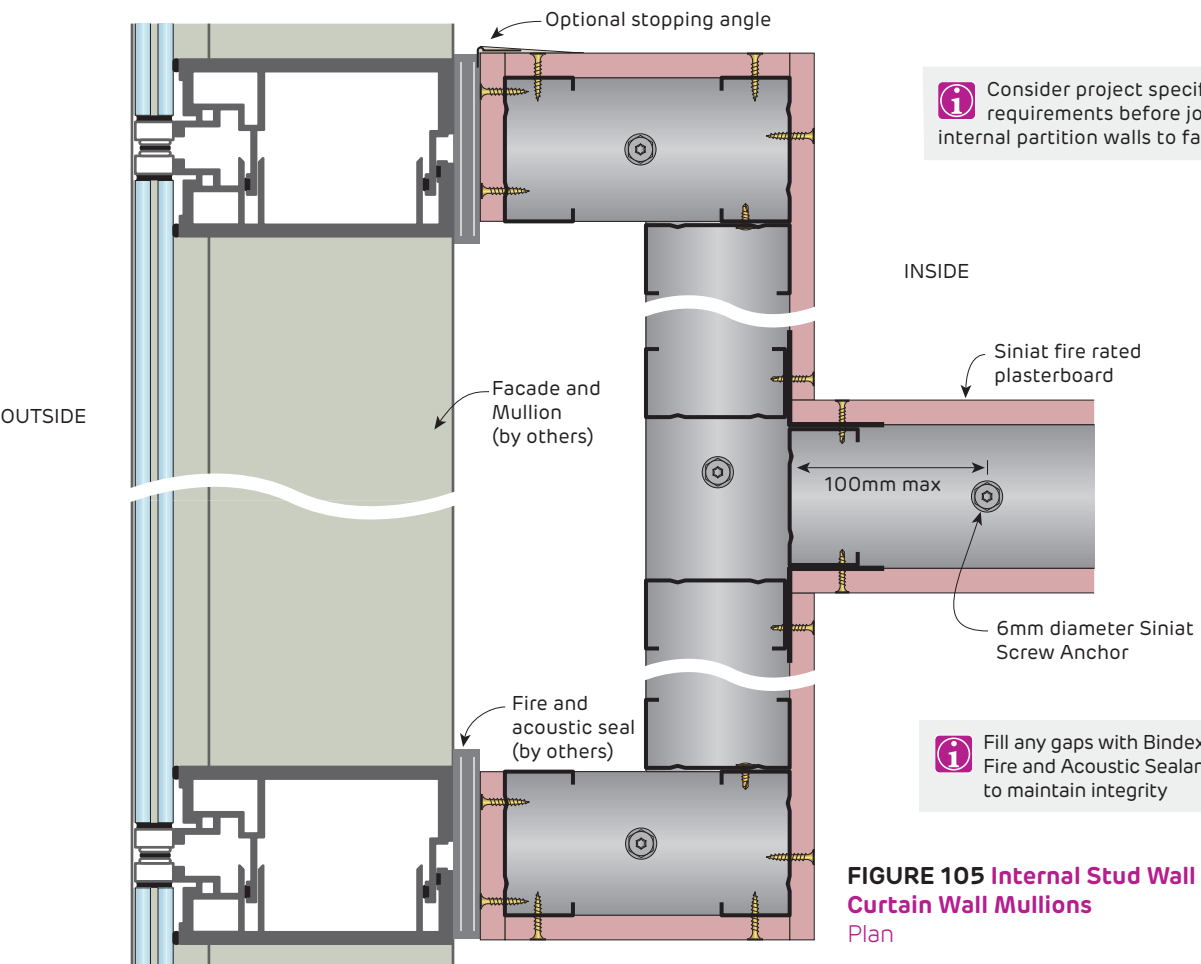 Optional stopping angle
Consider project specif
requirements before jo
internal partition walls to fa
INSIDE
Siniat fire rated
plasterboard
OUTSIDE
Facade and
Mullion
(by others)
100mm max
6mm diameter Siniat
Screw Anchor
Fire and
acoustic seal
(by others)
Fill any gaps with Bindex
Fire and Acoustic Sealan
to maintain integrity
FIGURE 105 Internal Stud Wall
Curtain Wall Mullions
Plan